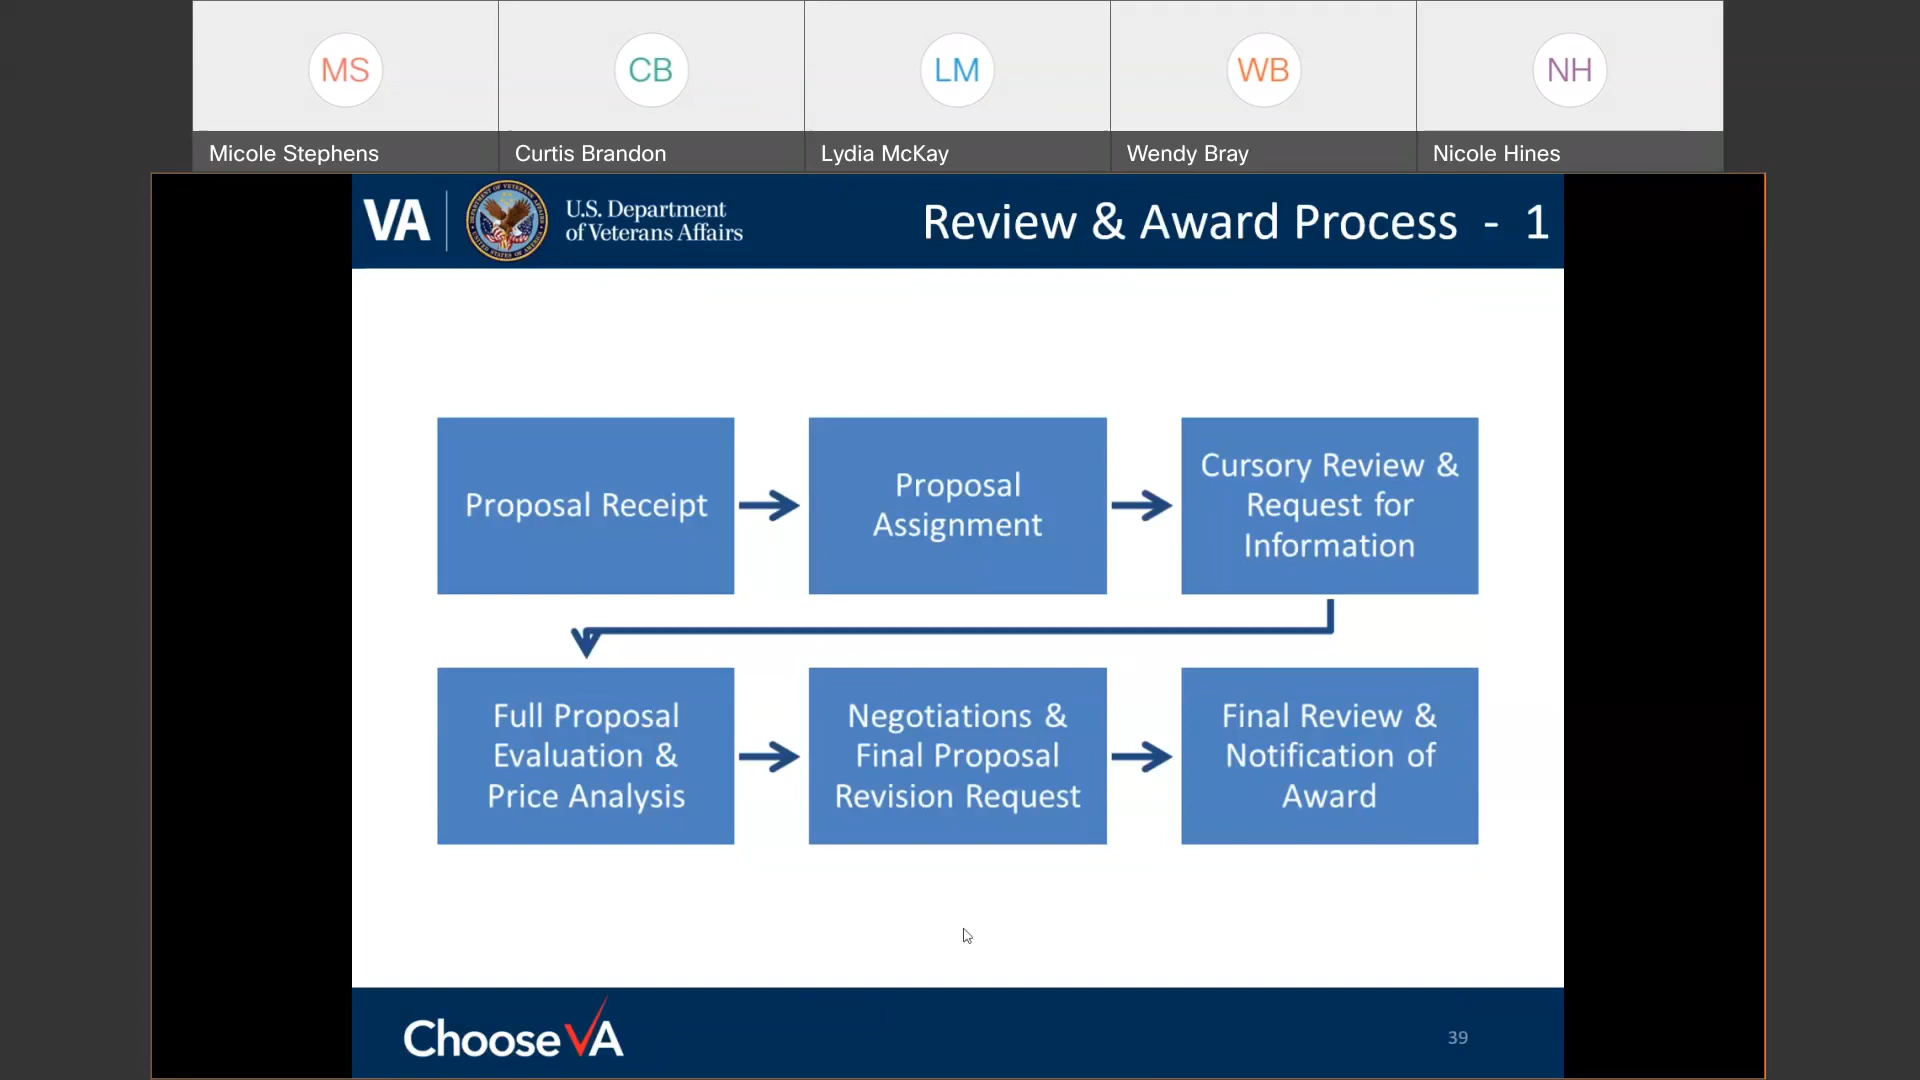 MS
CB
LM
WB
NH
Micole Stephens
Curtis Brandon
Lydia McKay
Wendy Bray
Nicole Hines
VA
U.S. Department
of Veterans Affairs
Review & Award Process - 1
Proposal Receipt
Proposal
Assignment
Cursory Review &
Request for
Information
Full Proposal
Evaluation &
Price Analysis
Negotiations &
Final Proposal
Revision Request
Final Review &
Notification of
Award
Choose VA
39